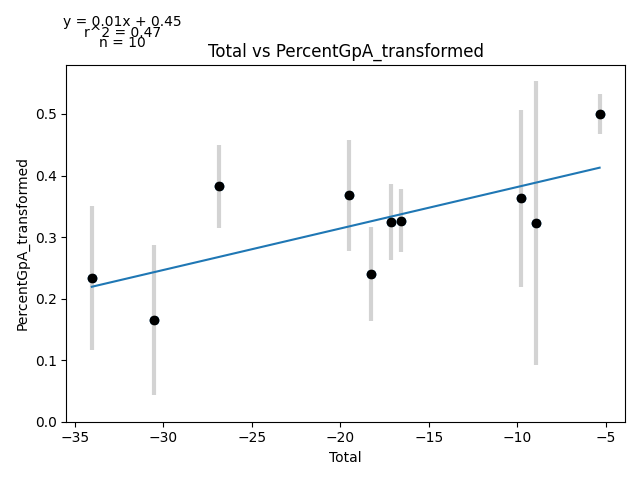 y = 0.01x + 0.45
r^2 = 0.47
n = 10
Total vs PercentGpA_transformed
PercentGpA_transformed
0.5
0.4
0.3
0.2
0.1
0.0
−35 −30 −25 −20 −15 −10 −5
Total